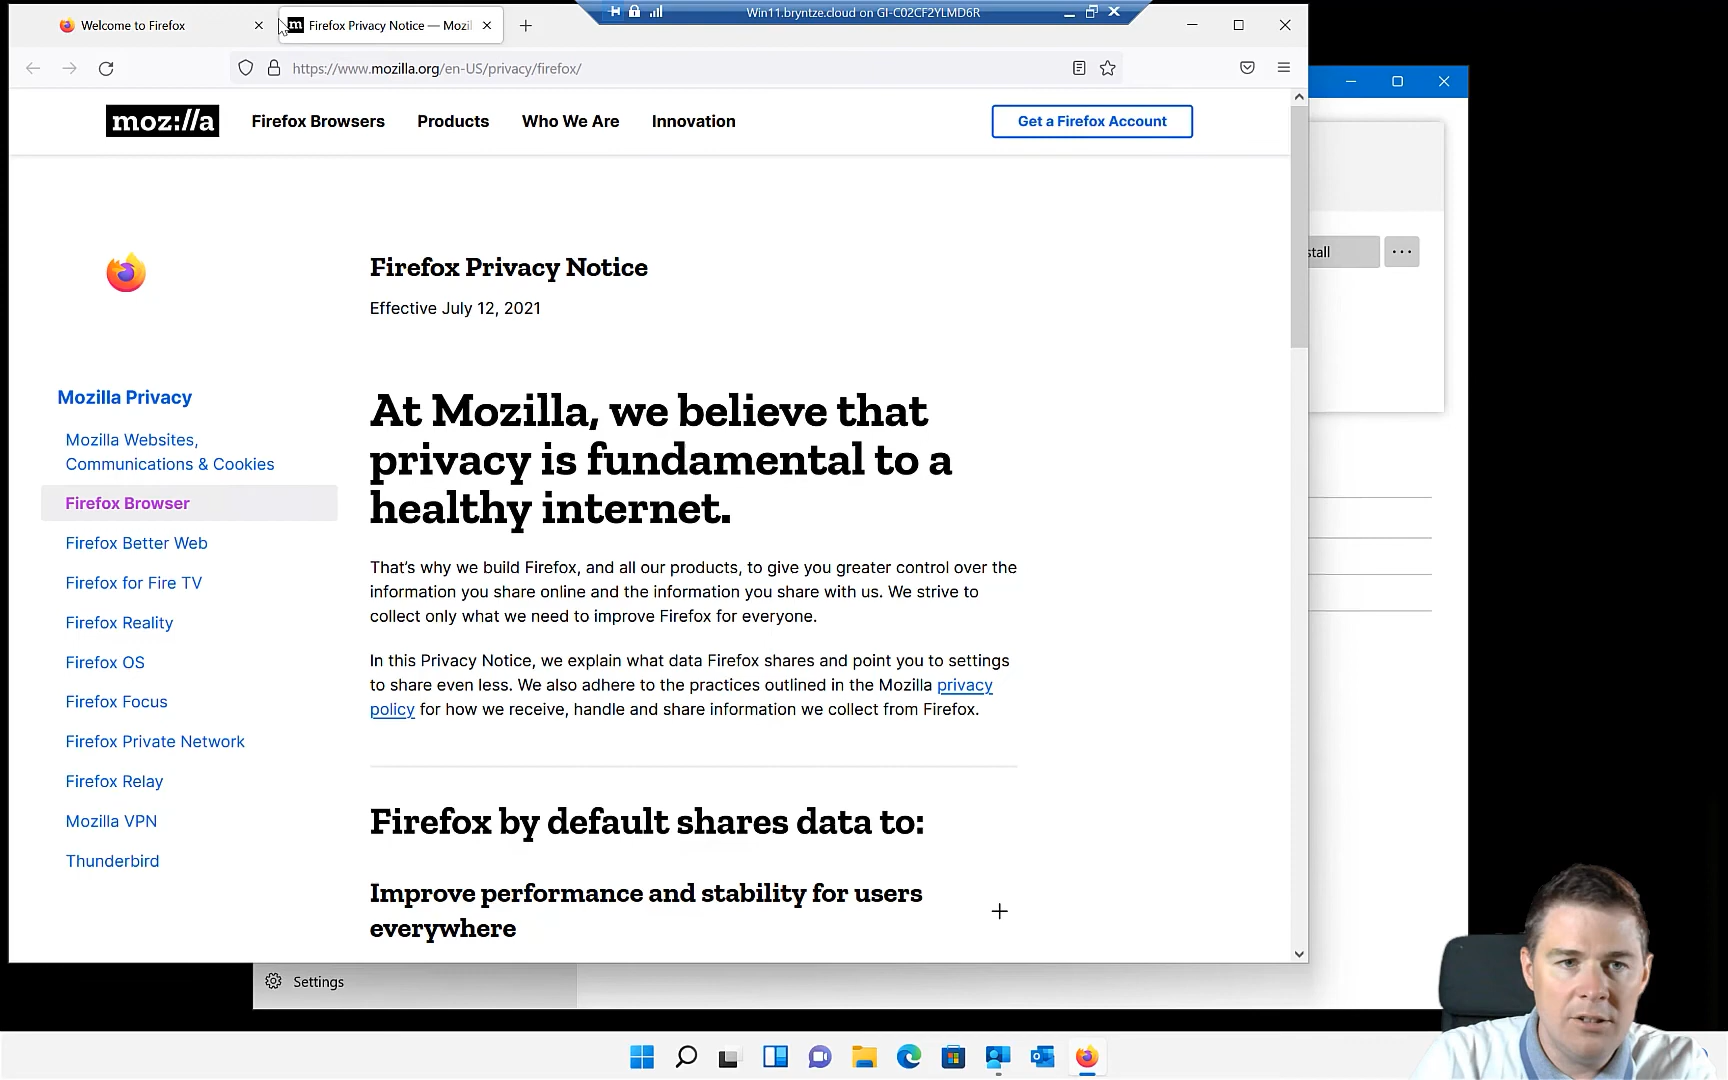 Welcome to Firefox
m
Firefox Privacy Notice — Mozil
Win11.bryntze.cloud on GI-C02CF2YLMD6R
https://www.mozilla.org/en-US/privacy/firefox/
moz://a
Firefox Browsers
Products
Who We Are
Innovation
Get a Firefox Account
stall
Firefox Privacy Notice
Effective July 12, 2021
Mozilla Privacy
Mozilla Websites,
Communications & Cookies
Firefox Browser
Firefox Better Web
Firefox for Fire TV
Firefox Reality
Firefox OS
Firefox Focus
Firefox Private Network
Firefox Relay
Mozilla VPN
Thunderbird
At Mozilla, we believe that
privacy is fundamental to a
healthy internet.
That's why we build Firefox, and all our products, to give you greater control over the
information you share online and the information you share with us. We strive to
collect only what we need to improve Firefox for everyone.
In this Privacy Notice, we explain what data Firefox shares and point you to settings
to share even less. We also adhere to the practices outlined in the Mozilla privacy
policy for how we receive, handle and share information we collect from Firefox.
Firefox by default shares data to:
Improve performance and stability for users
everywhere
Settings